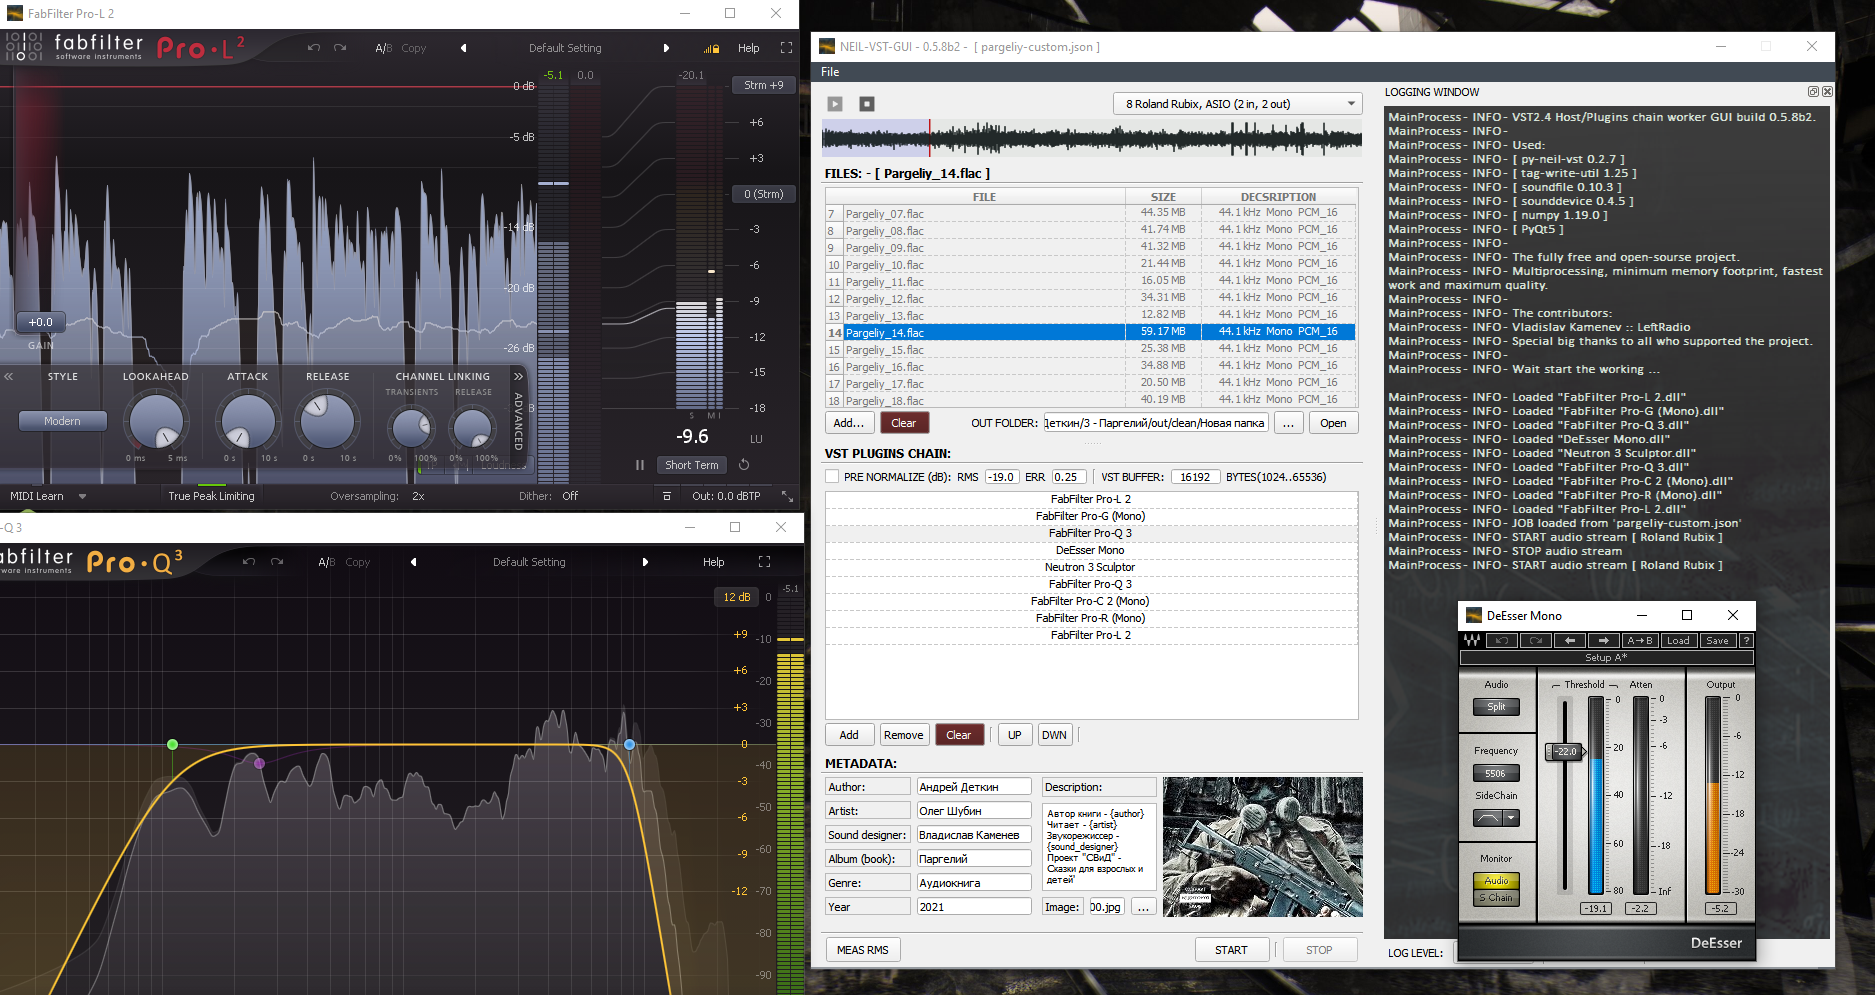 FabFilter Pro-L 2
fabfilter
software instruments
Pro·L²
A/B Copy
Default Setting
Help
-5.1 0.0 -20.1
0 dB
-5 dB
-14 dB
-20 dB
-26 dB
Strm +9
+6
+3
0 (Strm)
-3
-6
-9
-12
-15
-18
S M I
-9.6 LU
+0.0
GAIN
STYLE
Modern
LOOKAHEAD
0 ms 5 ms
ATTACK
0 s 10 s
RELEASE
0 s 10 s
CHANNEL LINKING
TRANSIENTS RELEASE
0% 100% 0% 100%
ADVANCED
Short Term
MIDI Learn
True Peak Limiting
Oversampling: 2x
Dither: Off
Out: 0.0 dBTP
-Q 3
abfilter
ware instruments
Pro·Q³
A/B Copy
Default Setting
Help
12 dB
-5.1
0
+9 -10
+6 -20
+3 -30
0 -40
-3 -50
-6 -60
-9
-12 -70
-80
-90
NEIL-VST-GUI - 0.5.8b2 - [ pargeliy-custom.json ]
File
8 Roland Rubix, ASIO (2 in, 2 out)
FILES: - [ Pargeliy_14.flac ]
FILE SIZE DECSRIPTION
7 Pargeliy_07.flac 44.35 MB 44.1 kHz Mono PCM_16
8 Pargeliy_08.flac 41.74 MB 44.1 kHz Mono PCM_16
9 Pargeliy_09.flac 41.32 MB 44.1 kHz Mono PCM_16
10 Pargeliy_10.flac 21.44 MB 44.1 kHz Mono PCM_16
11 Pargeliy_11.flac 16.05 MB 44.1 kHz Mono PCM_16
12 Pargeliy_12.flac 34.31 MB 44.1 kHz Mono PCM_16
13 Pargeliy_13.flac 12.82 MB 44.1 kHz Mono PCM_16
14 Pargeliy_14.flac 59.17 MB 44.1 kHz Mono PCM_16
15 Pargeliy_15.flac 25.38 MB 44.1 kHz Mono PCM_16
16 Pargeliy_16.flac 34.88 MB 44.1 kHz Mono PCM_16
17 Pargeliy_17.flac 20.50 MB 44.1 kHz Mono PCM_16
18 Pargeliy_18.flac 40.19 MB 44.1 kHz Mono PCM_16
Add... Clear OUT FOLDER: Деткин/3 - Паргелий/out/clean/Новая папка ... Open
VST PLUGINS CHAIN:
PRE NORMALIZE (dB): RMS -19.0 ERR 0.25 VST BUFFER: 16192 BYTES(1024..65536)
FabFilter Pro-L 2
FabFilter Pro-G (Mono)
FabFilter Pro-Q 3
DeEsser Mono
Neutron 3 Sculptor
FabFilter Pro-Q 3
FabFilter Pro-C 2 (Mono)
FabFilter Pro-R (Mono)
FabFilter Pro-L 2
Add Remove Clear UP DWN
METADATA:
Author: Андрей Деткин
Artist: Олег Шубин
Sound designer: Владислав Каменев
Album (book): Паргелий
Genre: Аудиокнига
Year 2021
Description:
Автор книги - {author}
Читает - {artist}
Звукорежиссер -
{sound_designer}
Проект "СВиД" -
Сказки для взрослых и
детей"
Image: 00.jpg ...
MEAS RMS START STOP
LOGGING WINDOW
MainProcess - INFO - VST2.4 Host/Plugins chain worker GUI build 0.5.8b2.
MainProcess - INFO -
MainProcess - INFO - Used:
MainProcess - INFO - [ py-neil-vst 0.2.7 ]
MainProcess - INFO - [ tag-write-util 1.25 ]
MainProcess - INFO - [ soundfile 0.10.3 ]
MainProcess - INFO - [ sounddevice 0.4.5 ]
MainProcess - INFO - [ numpy 1.19.0 ]
MainProcess - INFO - [ PyQt5 ]
MainProcess - INFO -
MainProcess - INFO - The fully free and open-sourse project.
MainProcess - INFO - Multiprocessing, minimum memory footprint, fastest
work and maximum quality.
MainProcess - INFO -
MainProcess - INFO - The contributors:
MainProcess - INFO - Vladislav Kamenev :: LeftRadio
MainProcess - INFO - Special big thanks to all who supported the project.
MainProcess - INFO -
MainProcess - INFO - Wait start the working ...
MainProcess - INFO - Loaded "FabFilter Pro-L 2.dll"
MainProcess - INFO - Loaded "FabFilter Pro-G (Mono).dll"
MainProcess - INFO - Loaded "FabFilter Pro-Q 3.dll"
MainProcess - INFO - Loaded "DeEsser Mono.dll"
MainProcess - INFO - Loaded "Neutron 3 Sculptor.dll"
MainProcess - INFO - Loaded "FabFilter Pro-Q 3.dll"
MainProcess - INFO - Loaded "FabFilter Pro-C 2 (Mono).dll"
MainProcess - INFO - Loaded "FabFilter Pro-R (Mono).dll"
MainProcess - INFO - Loaded "FabFilter Pro-L 2.dll"
MainProcess - INFO - JOB loaded from 'pargeliy-custom.json'
MainProcess - INFO - START audio stream [ Roland Rubix ]
MainProcess - INFO - STOP audio stream
MainProcess - INFO - START audio stream [ Roland Rubix ]
LOG LEVEL:
DeEsser Mono
A→B Load Save ?
Setup A*
Audio
Split
Frequency
5506
SideChain
Monitor
Audio
S Chain
Threshold Atten Output
-22.0
0
20
40
60
80
0
-3
-6
-12
-18
Inf
0
-6
-12
-18
-24
-30
-19.1 -2.2 -5.2
DeEsser